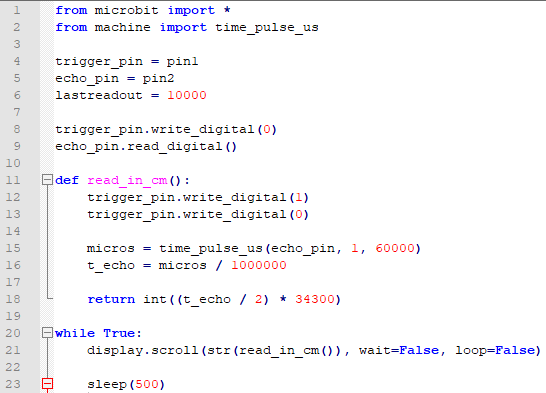 1 from microbit import *
2 from machine import time_pulse_us
3
4 trigger_pin = pin1
5 echo_pin = pin2
6 lastreadout = 10000
7
8 trigger_pin.write_digital(0)
9 echo_pin.read_digital()
10
11 def read_in_cm():
12     trigger_pin.write_digital(1)
13     trigger_pin.write_digital(0)
14
15     micros = time_pulse_us(echo_pin, 1, 60000)
16     t_echo = micros / 1000000
17
18     return int((t_echo / 2) * 34300)
19
20 while True:
21     display.scroll(str(read_in_cm()), wait=False, loop=False)
22
23     sleep(500)